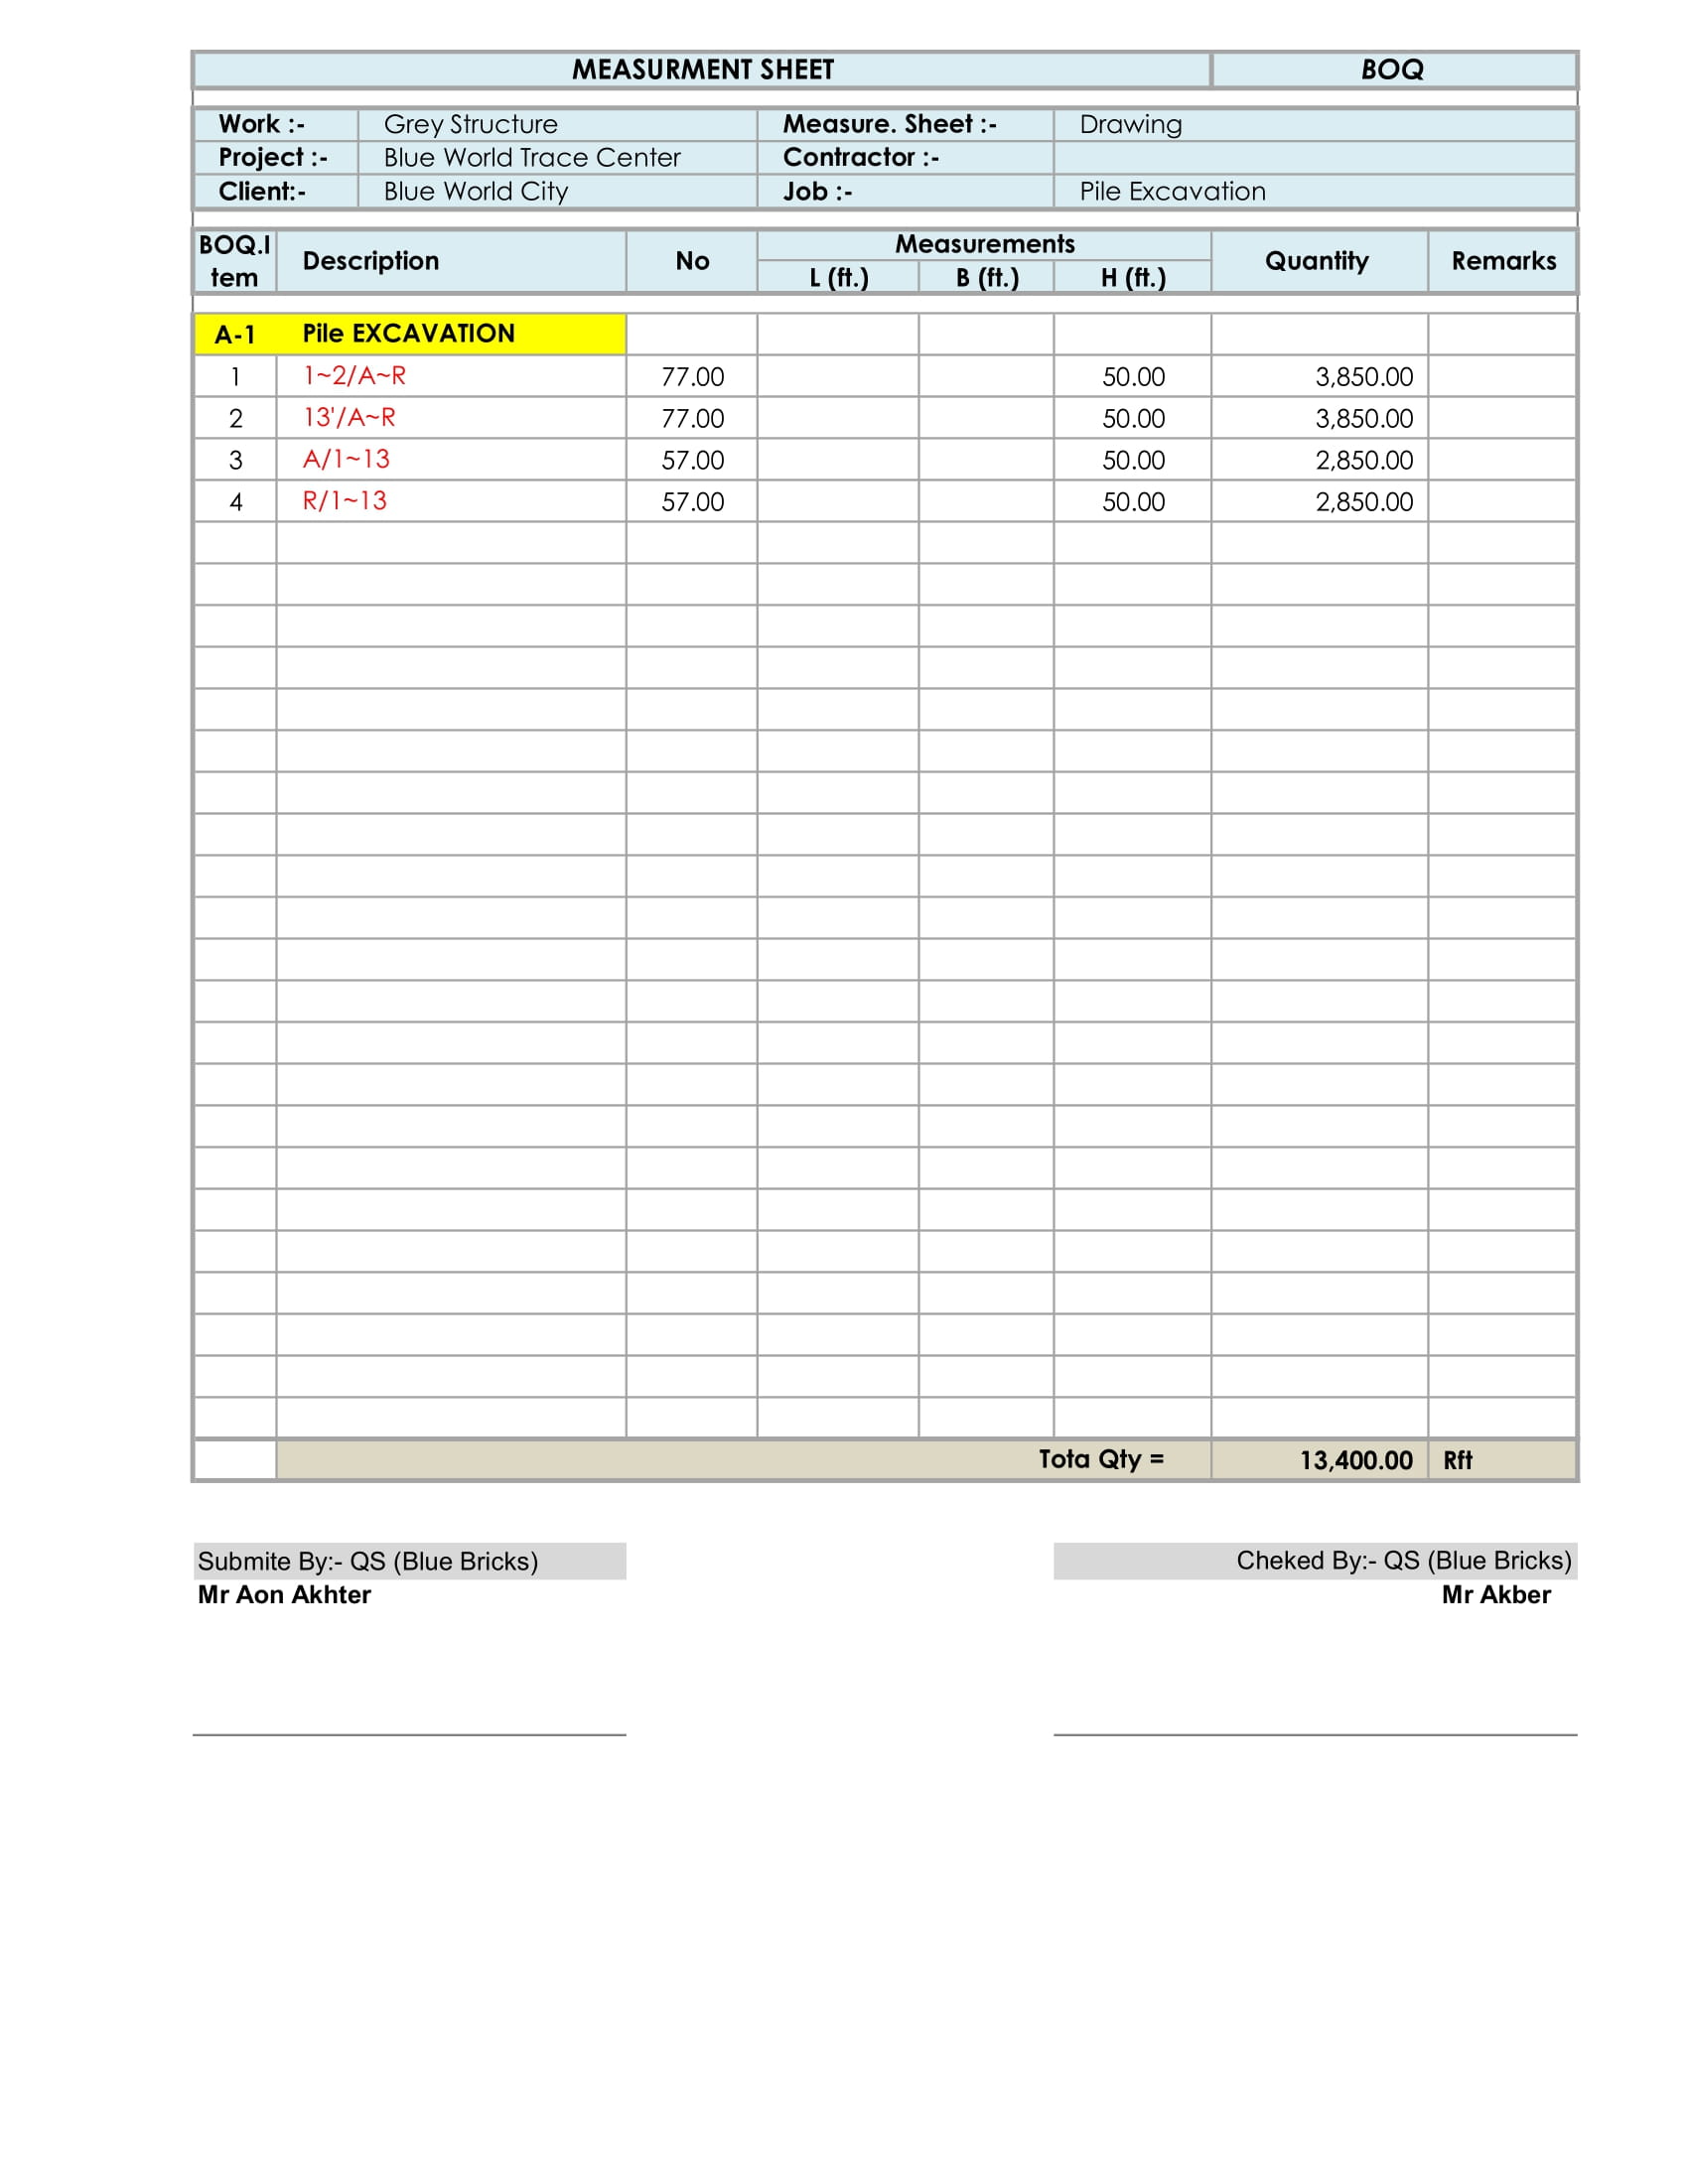 MEASURMENT SHEET BOQ
Work :- Grey Structure Measure. Sheet :- Drawing
Project :- Blue World Trace Center Contractor :-
Client:- Blue World City Job :- Pile Excavation
BOQ.I
tem Description No Measurements Quantity Remarks
L (ft.) B (ft.) H (ft.)
A-1 Pile EXCAVATION
1 1~2/A~R 77.00 50.00 3,850.00
2 13'/A~R 77.00 50.00 3,850.00
3 A/1~13 57.00 50.00 2,850.00
4 R/1~13 57.00 50.00 2,850.00
Tota Qty = 13,400.00 Rft
Submite By:- QS (Blue Bricks) Cheked By:- QS (Blue Bricks)
Mr Aon Akhter Mr Akber